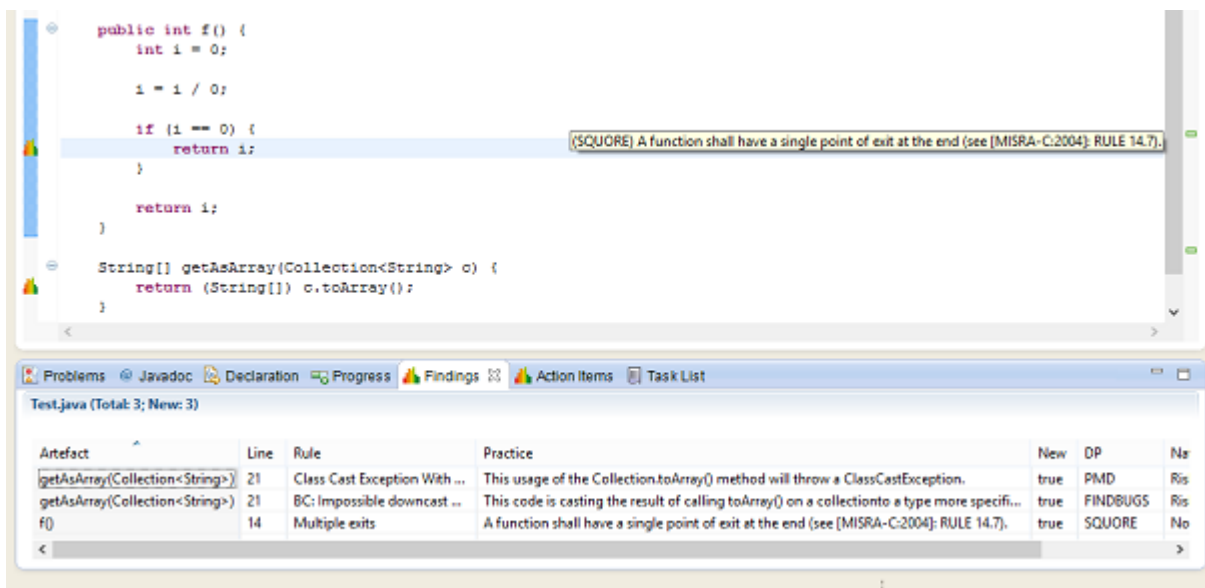 public int f() {
int i = 0;
i = i / 0;
if (i == 0) {
return i;
(SQUORE) A function shall have a single point of exit at the end (see [MISRA-C:2004]: RULE 14.7).
}
return i;
}
String[] getAsArray(Collection<String> c) {
return (String[]) c.toArray();
}
Problems Javadoc Declaration Progress Findings Action Items Task List
Test.java (Total: 3; New: 3)
Artefact Line Rule Practice New DP Na
getAsArray(Collection<String>) 21 Class Cast Exception With ... This usage of the Collection.toArray() method will throw a ClassCastException. true PMD Ris
getAsArray(Collection<String>) 21 BC: Impossible downcast ... This code is casting the result of calling toArray() on a collectionto a type more specifi... true FINDBUGS Ris
f() 14 Multiple exits A function shall have a single point of exit at the end (see [MISRA-C:2004]: RULE 14.7). true SQUORE No